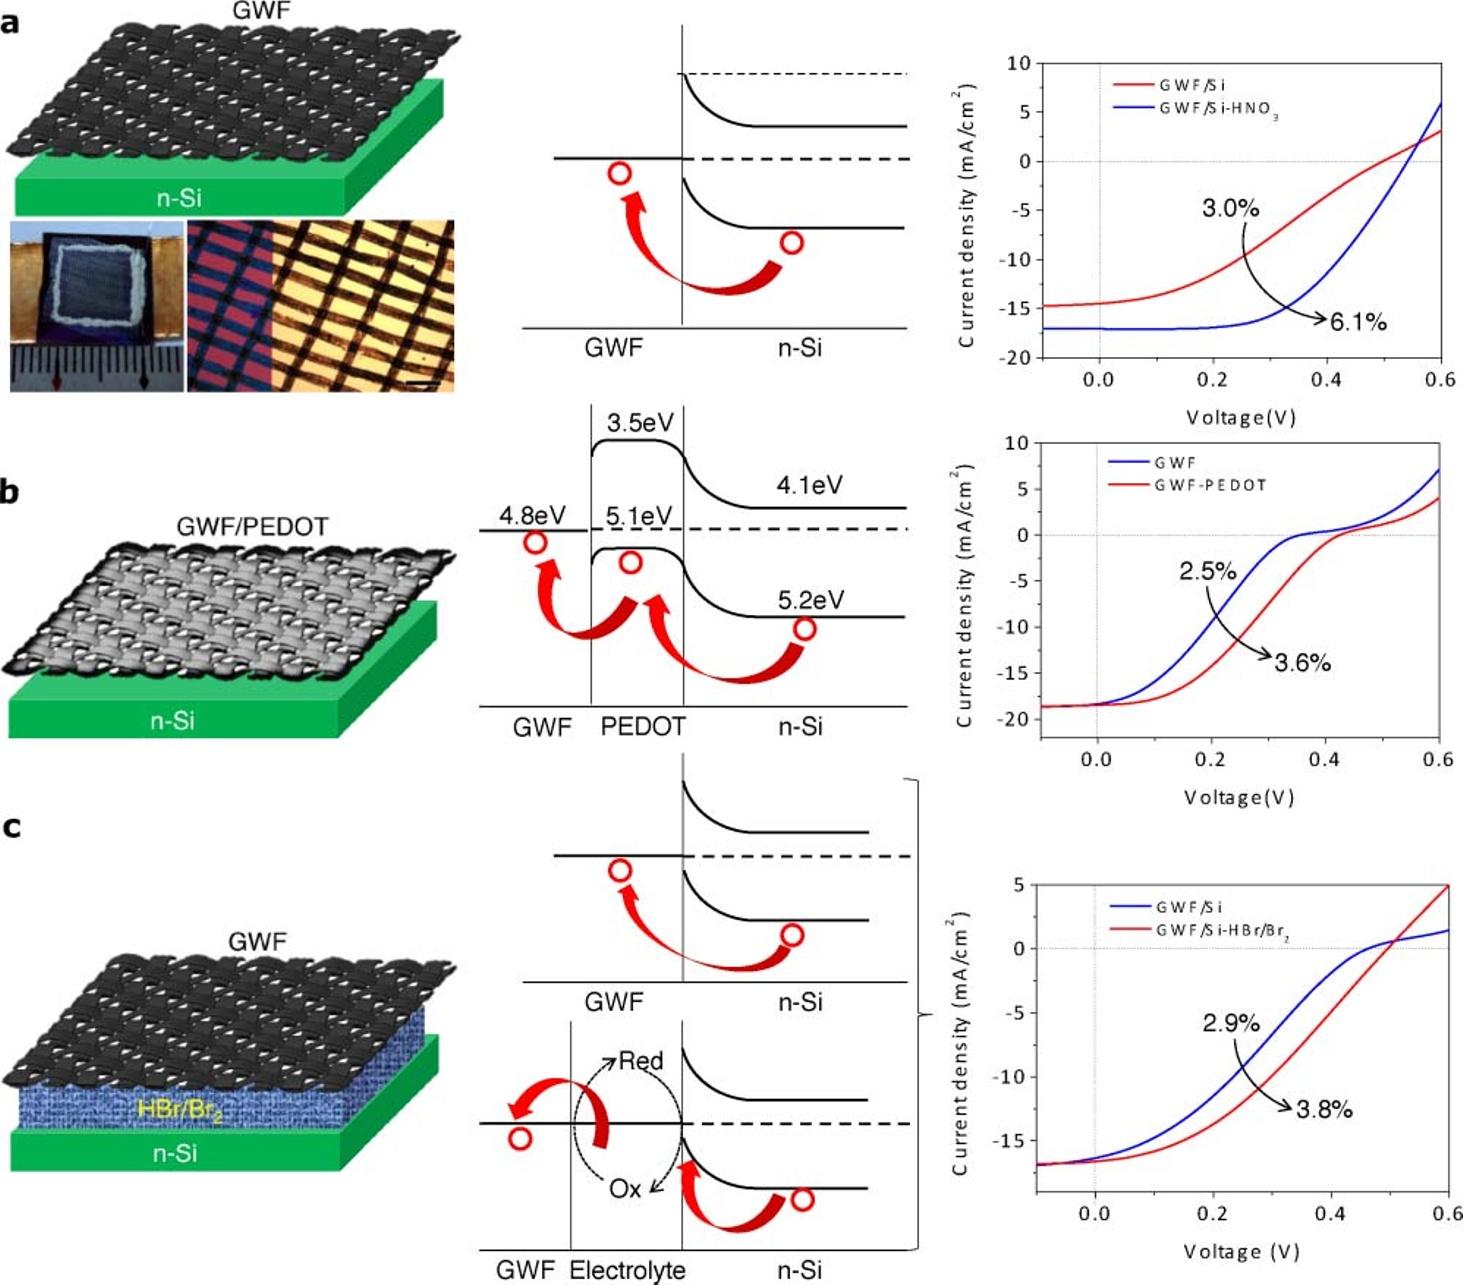 a
GWF
n-Si
GWF
n-Si
10
5
0
-5
-10
-15
-20
0.0
0.2
0.4
0.6
Current density (mA/cm²)
Voltage(V)
GWF/Si
GWF/Si-HNO₃
3.0%
6.1%
b
GWF/PEDOT
n-Si
3.5eV
4.1eV
4.8eV
5.1eV
5.2eV
GWF
PEDOT
n-Si
10
5
0
-5
-10
-15
-20
0.0
0.2
0.4
0.6
Current density (mA/cm²)
Voltage(V)
GWF
GWF-PEDOT
2.5%
3.6%
c
GWF
HBr/Br₂
n-Si
GWF
n-Si
Red
Ox
GWF
Electrolyte
n-Si
5
0
-5
-10
-15
0.0
0.2
0.4
0.6
Current density (mA/cm²)
Voltage (V)
GWF/Si
GWF/Si-HBr/Br₂
2.9%
3.8%